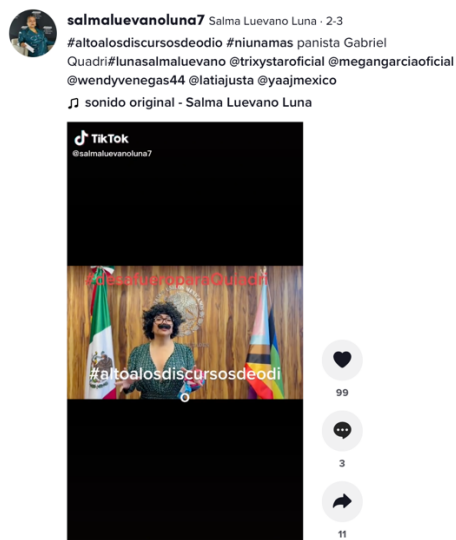 salmaluevanoluna7 Salma Luevano Luna · 2-3
#altoalosdiscursosdeodio #niunamas panista Gabriel
Quadri#lunasalmaluevano @trixystaroficial @megangarciaoficial
@wendyvenegas44 @latiajusta @yaajmexico
sonido original - Salma Luevano Luna
TikTok
@salmaluevanoluna7
#desafueroparaQuiadri
#altoalosdiscursosdeodi
o
99
3
11